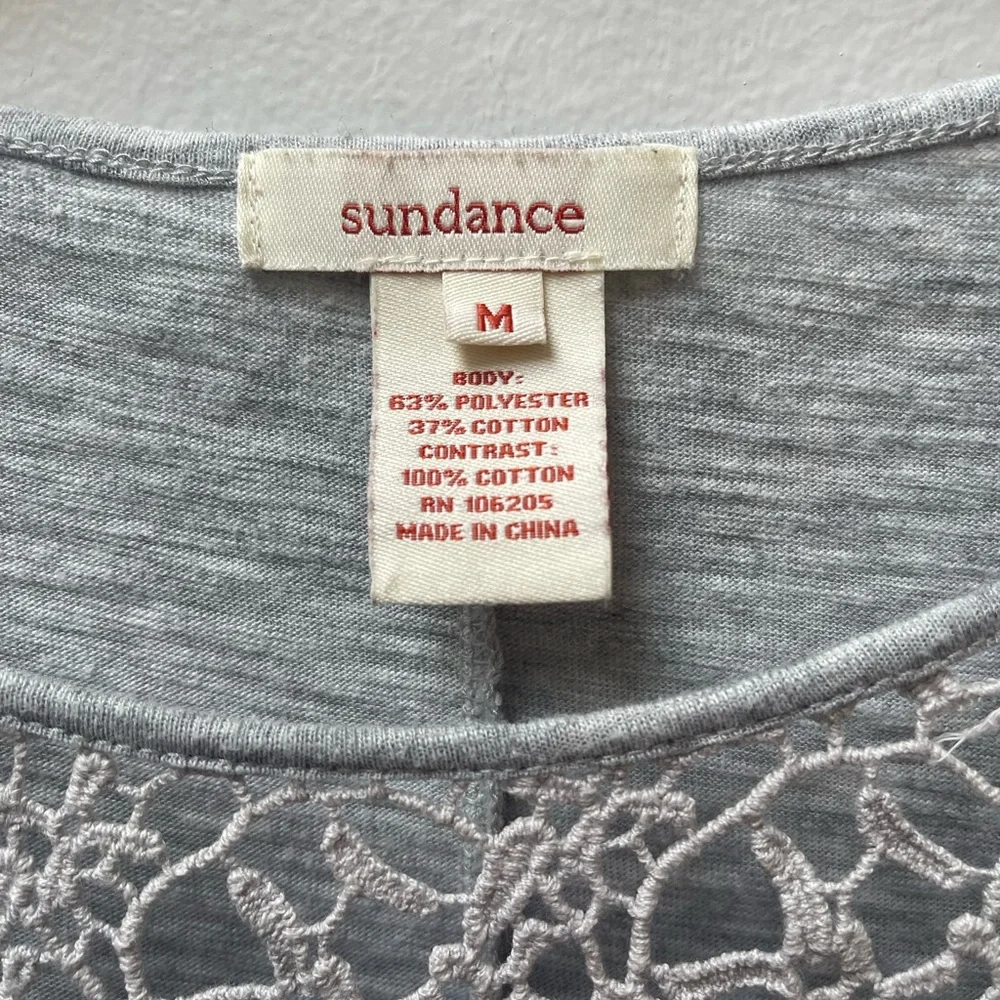 sundance
M
BODY:
63% POLYESTER
37% COTTON
CONTRAST:
100% COTTON
RN 106205
MADE IN CHINA